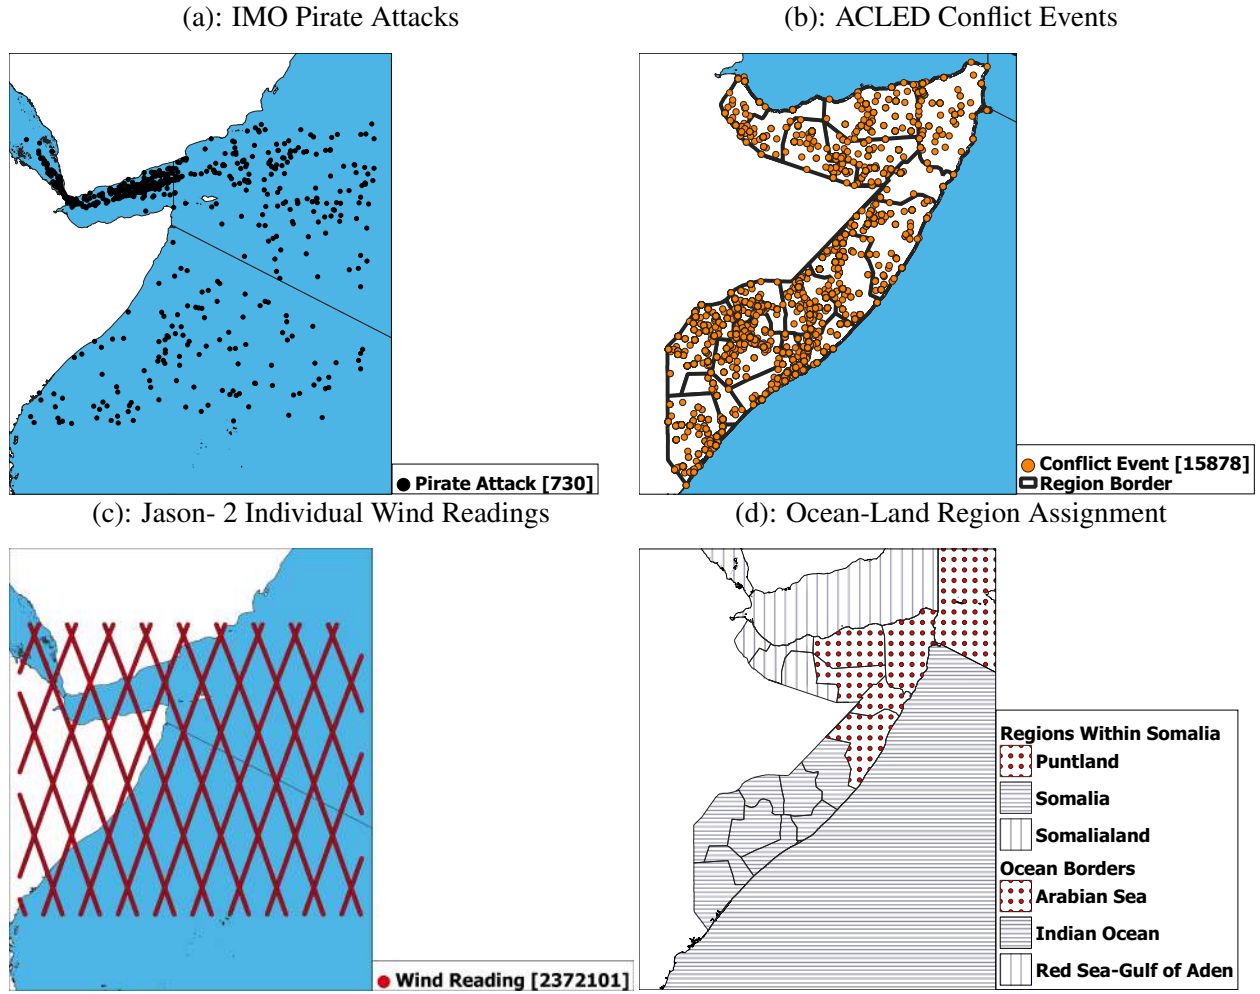 (a): IMO Pirate Attacks
(b): ACLED Conflict Events
Pirate Attack [730]
Conflict Event [15878]
Region Border
(c): Jason- 2 Individual Wind Readings
(d): Ocean-Land Region Assignment
Wind Reading [2372101]
Regions Within Somalia
Puntland
Somalia
Somalialand
Ocean Borders
Arabian Sea
Indian Ocean
Red Sea-Gulf of Aden